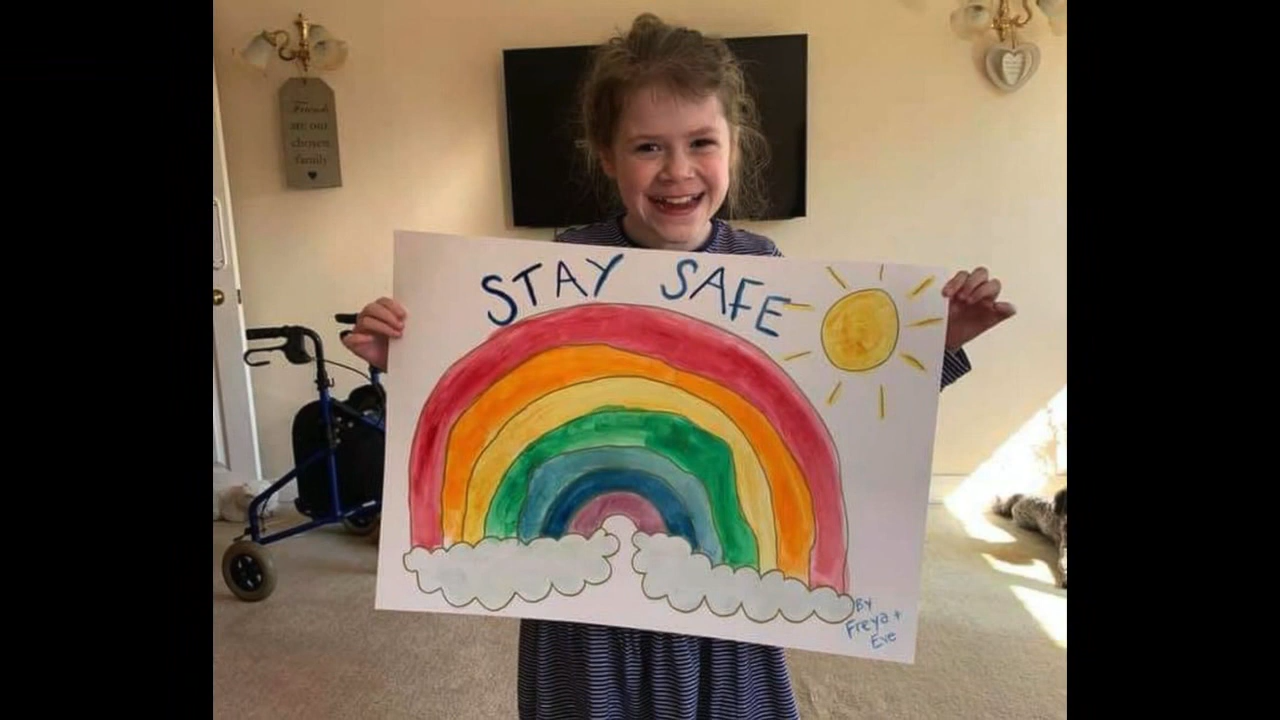 Friends
are our
chosen
family
STAY SAFE
By
Freya +
Eve